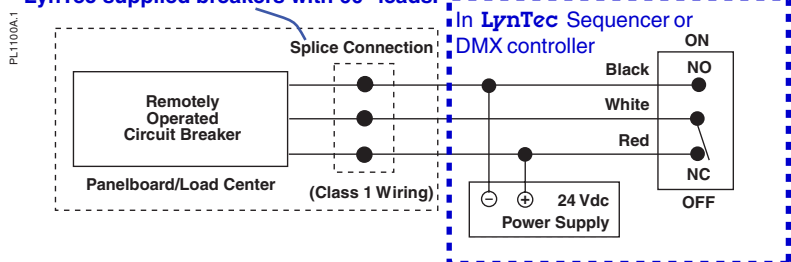 LynTec supplied breakers with 60" leads.
PL1100A.1
In LynTec Sequencer or
DMX controller
Splice Connection
ON
Black
NO
White
Remotely
Operated
Circuit Breaker
Red
NC
Panelboard/Load Center
(Class 1 Wiring)
− + 24 Vdc
Power Supply
OFF